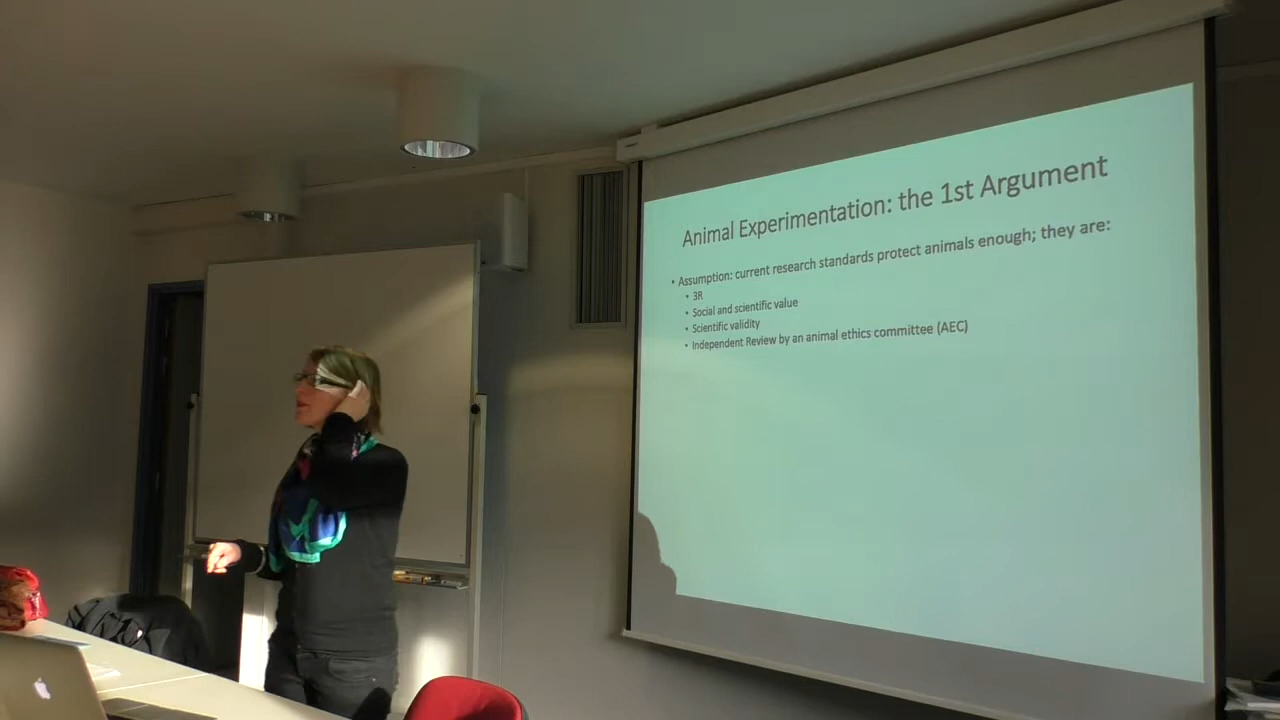 Animal Experimentation: the 1st Argument
• Assumption: current research standards protect animals enough; they are:
• 3R
• Social and scientific value
• Scientific validity
• Independent Review by an animal ethics committee (AEC)